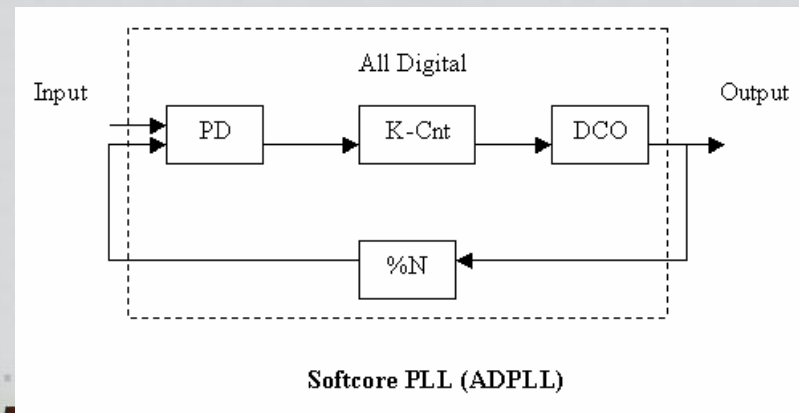 All Digital
Input
Output
PD
K-Cnt
DCO
%N
Softcore PLL (ADPLL)